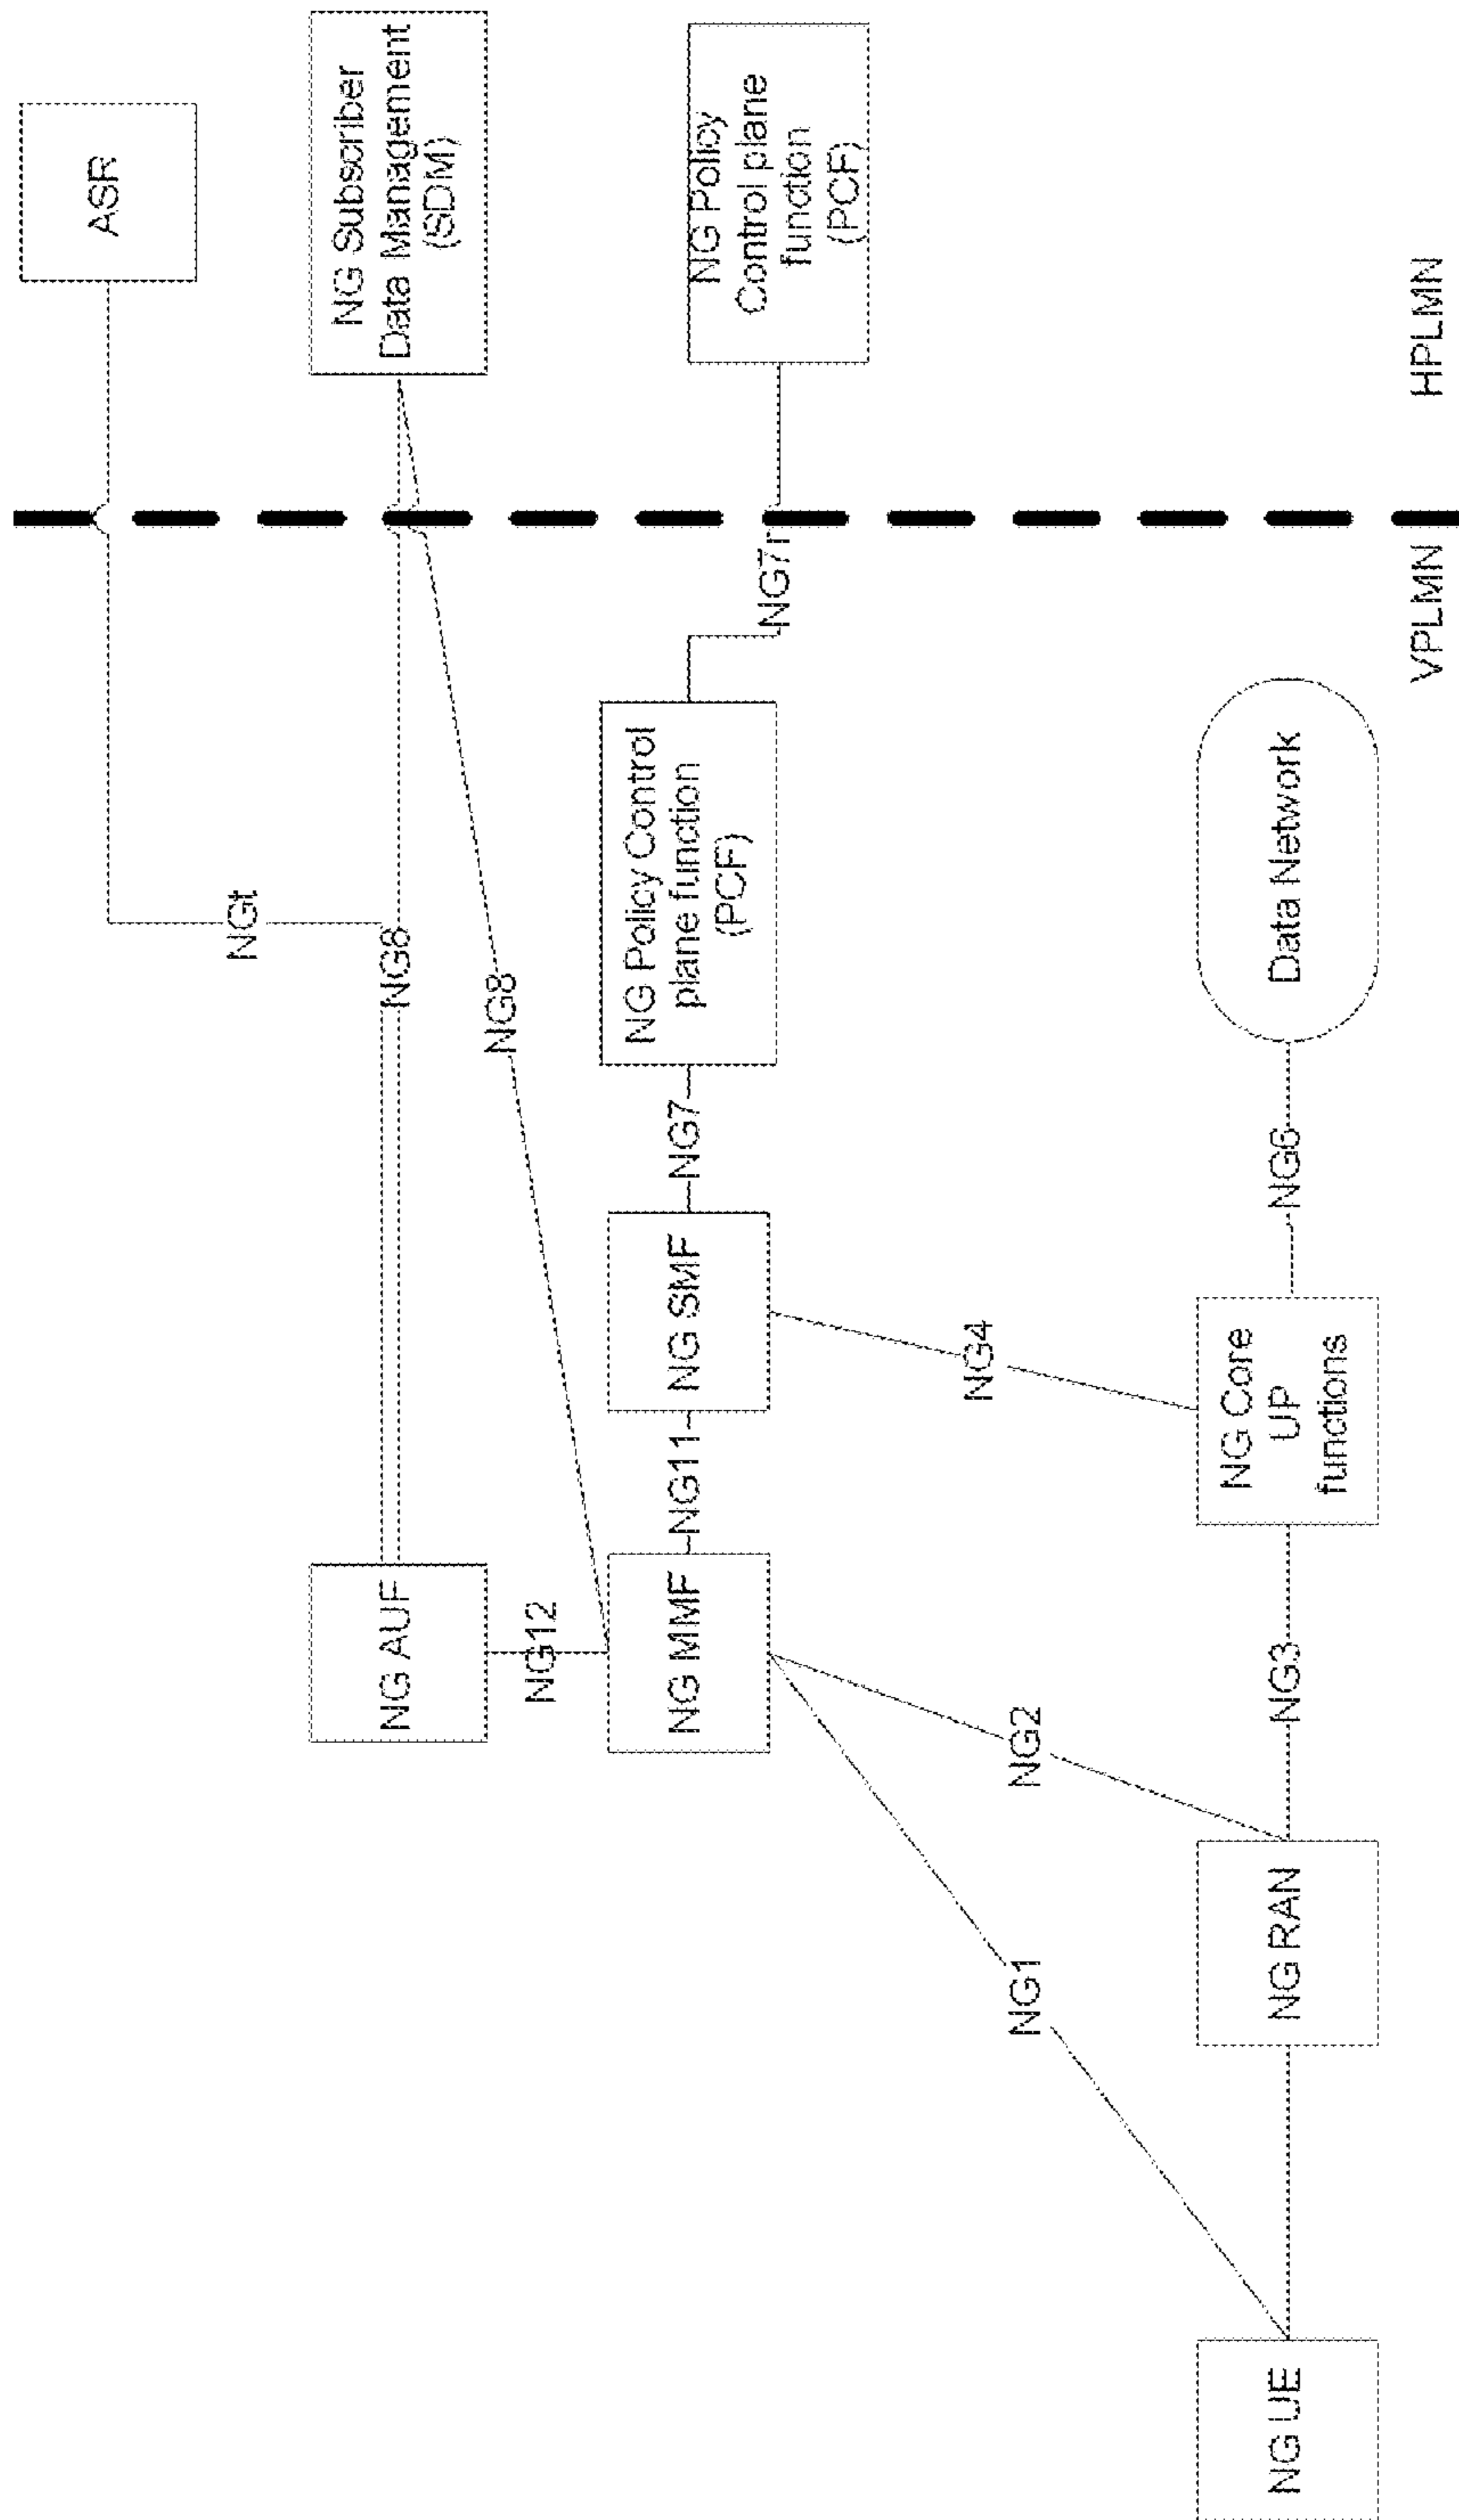 ASR
NGt
NG AUF
NG8
NG Subscriber
Data Management
(SDM)
NG12
NG8
NG MMF
NG11
NG SMF
NG7
NG Policy Control
plane function
(PCF)
NG7r
NG Policy
Control plane
function
(PCF)
NG1
NG2
NG4
NG UE
NG RAN
NG3
NG Core
UP
functions
NG6
Data Network
VPLMN
HPLMN